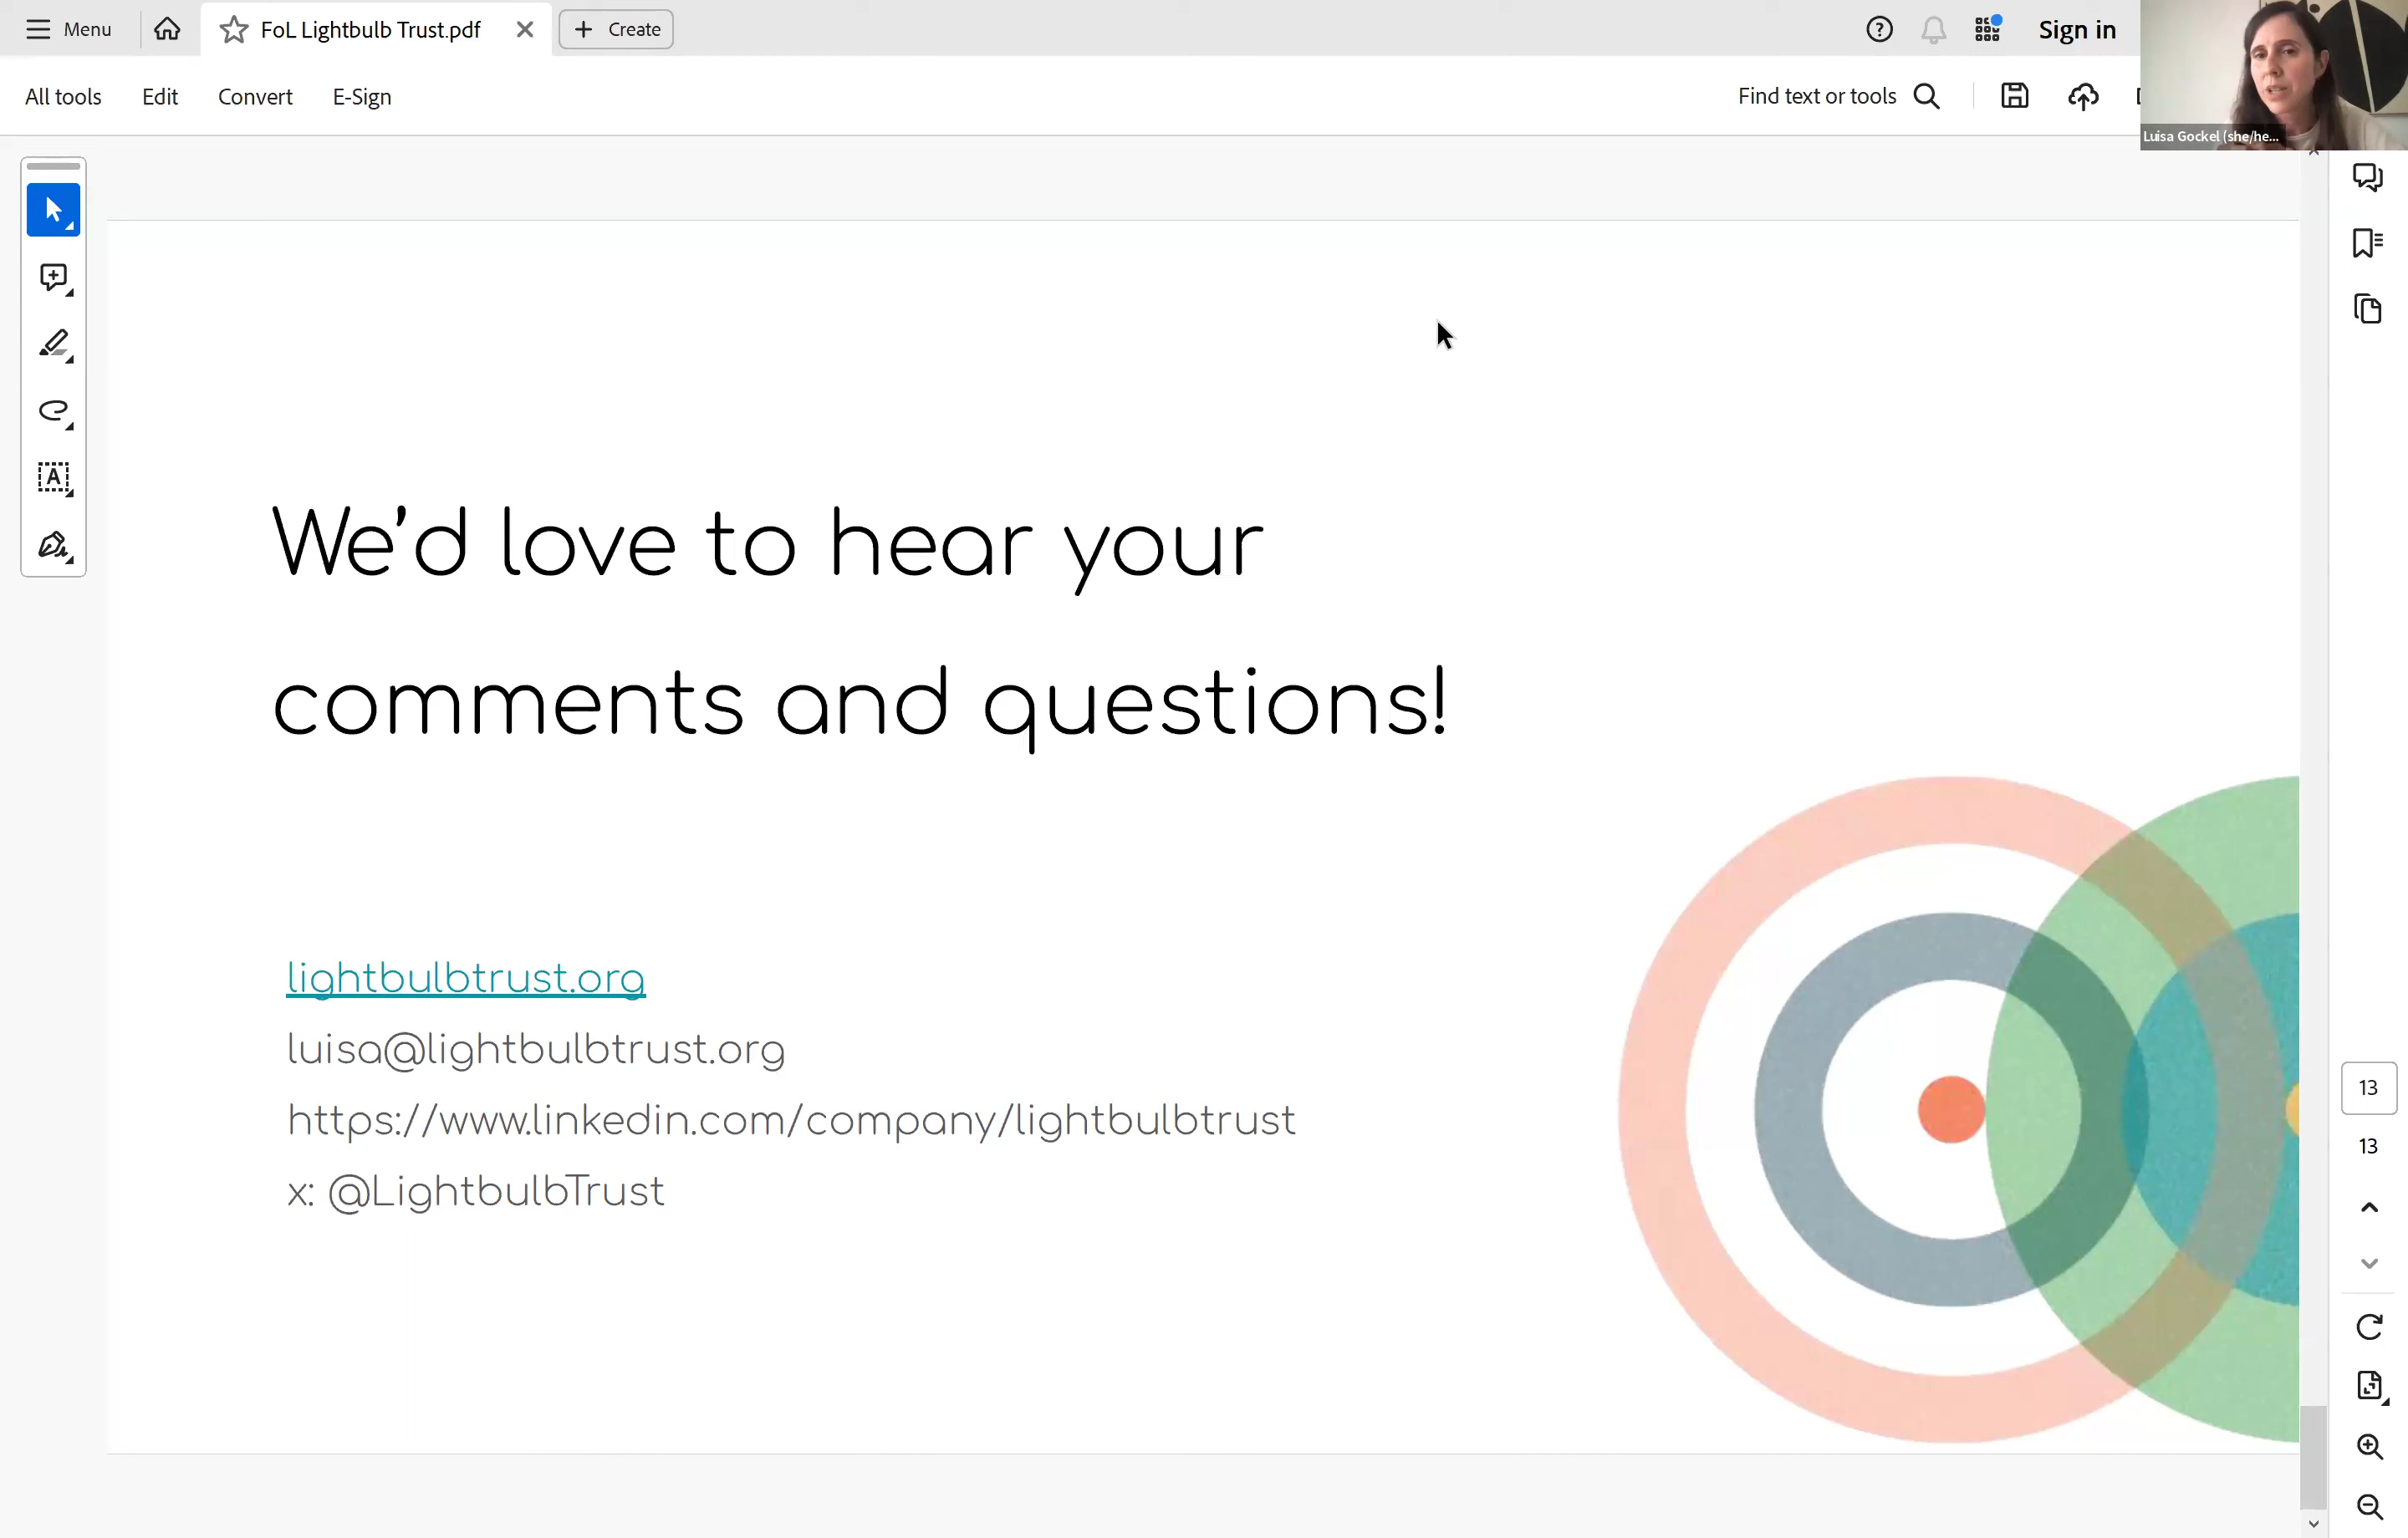 Menu
FoL Lightbulb Trust.pdf
Create
Sign in
All tools
Edit
Convert
E-Sign
Find text or tools
Luisa Gockel (she/he...
A
We’d love to hear your
comments and questions!
lightbulbtrust.org
luisa@lightbulbtrust.org
https://www.linkedin.com/company/lightbulbtrust
x: @LightbulbTrust
13
13